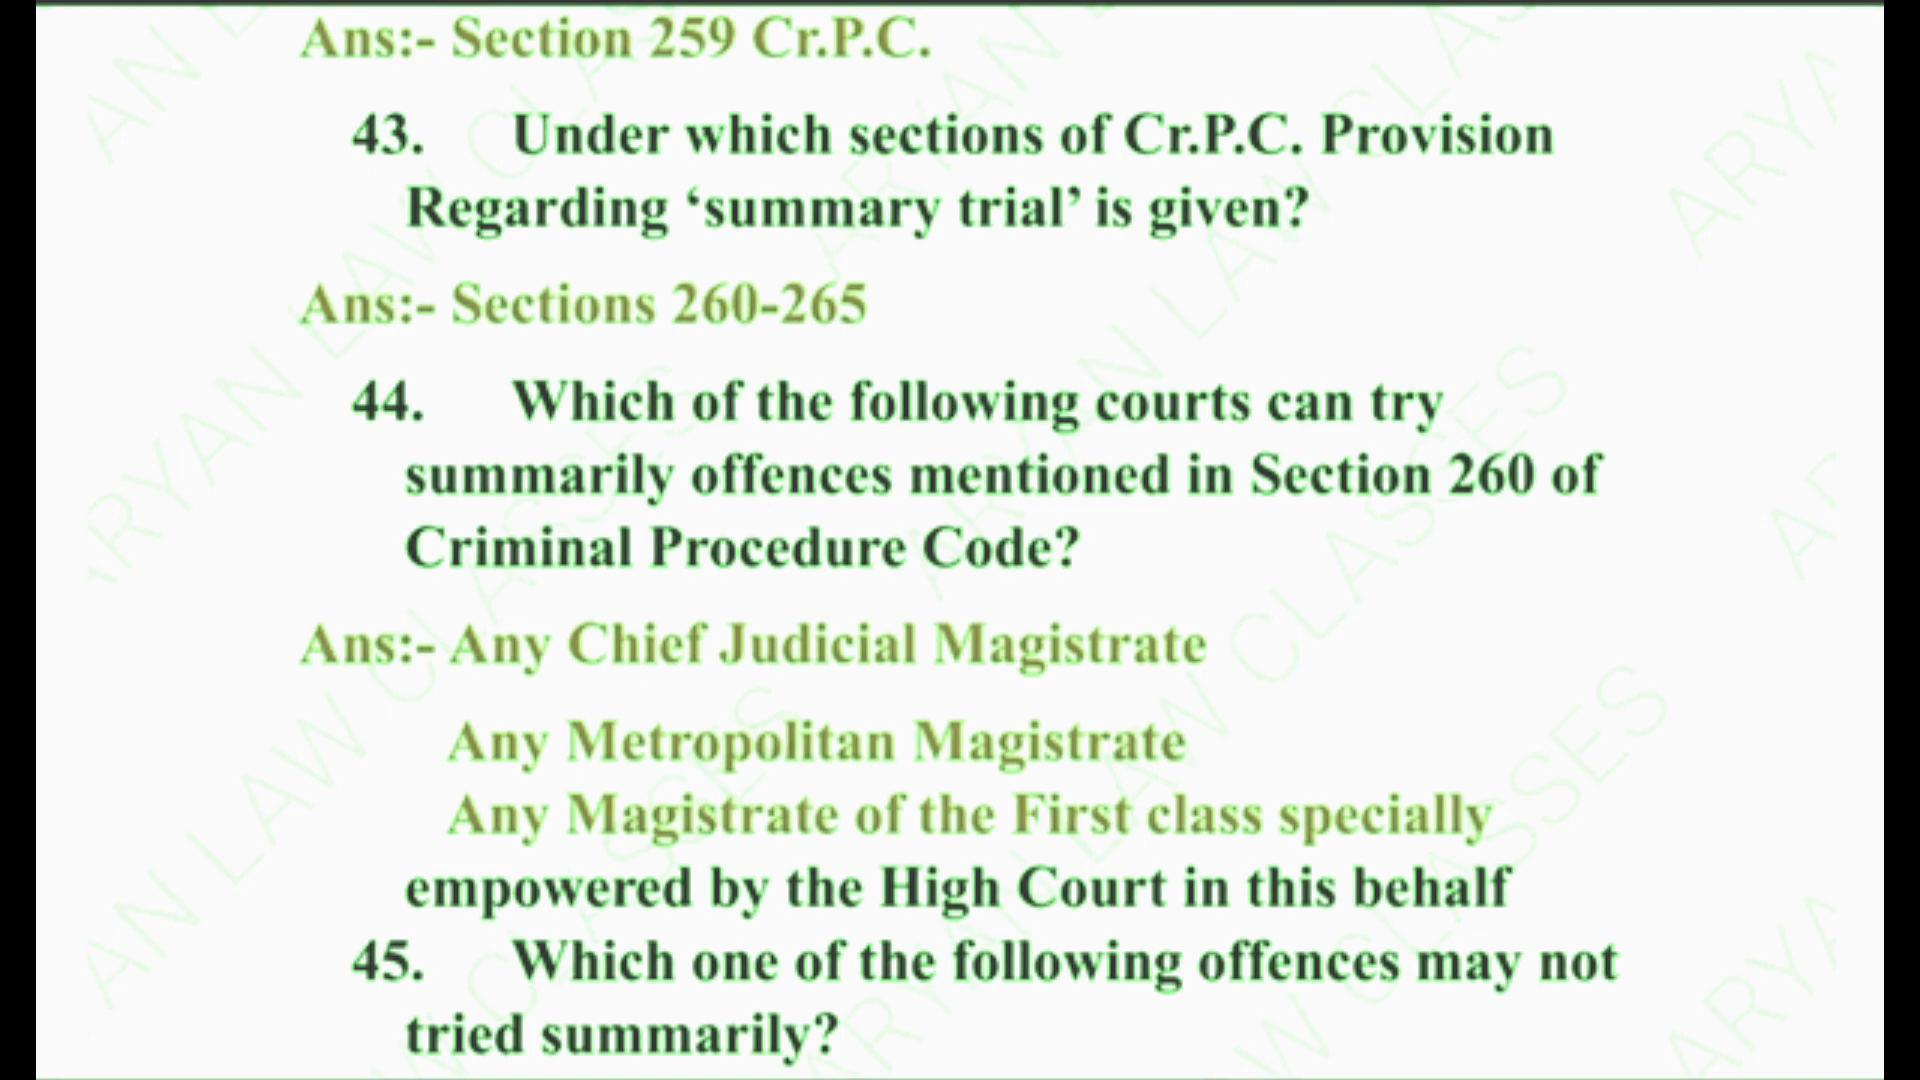 Ans:- Section 259 Cr.P.C.
43. Under which sections of Cr.P.C. Provision
Regarding ‘summary trial’ is given?
Ans:- Sections 260-265
44. Which of the following courts can try
summarily offences mentioned in Section 260 of
Criminal Procedure Code?
Ans:- Any Chief Judicial Magistrate
Any Metropolitan Magistrate
Any Magistrate of the First class specially
empowered by the High Court in this behalf
45. Which one of the following offences may not
tried summarily?
ARYAN LAW CLASSES